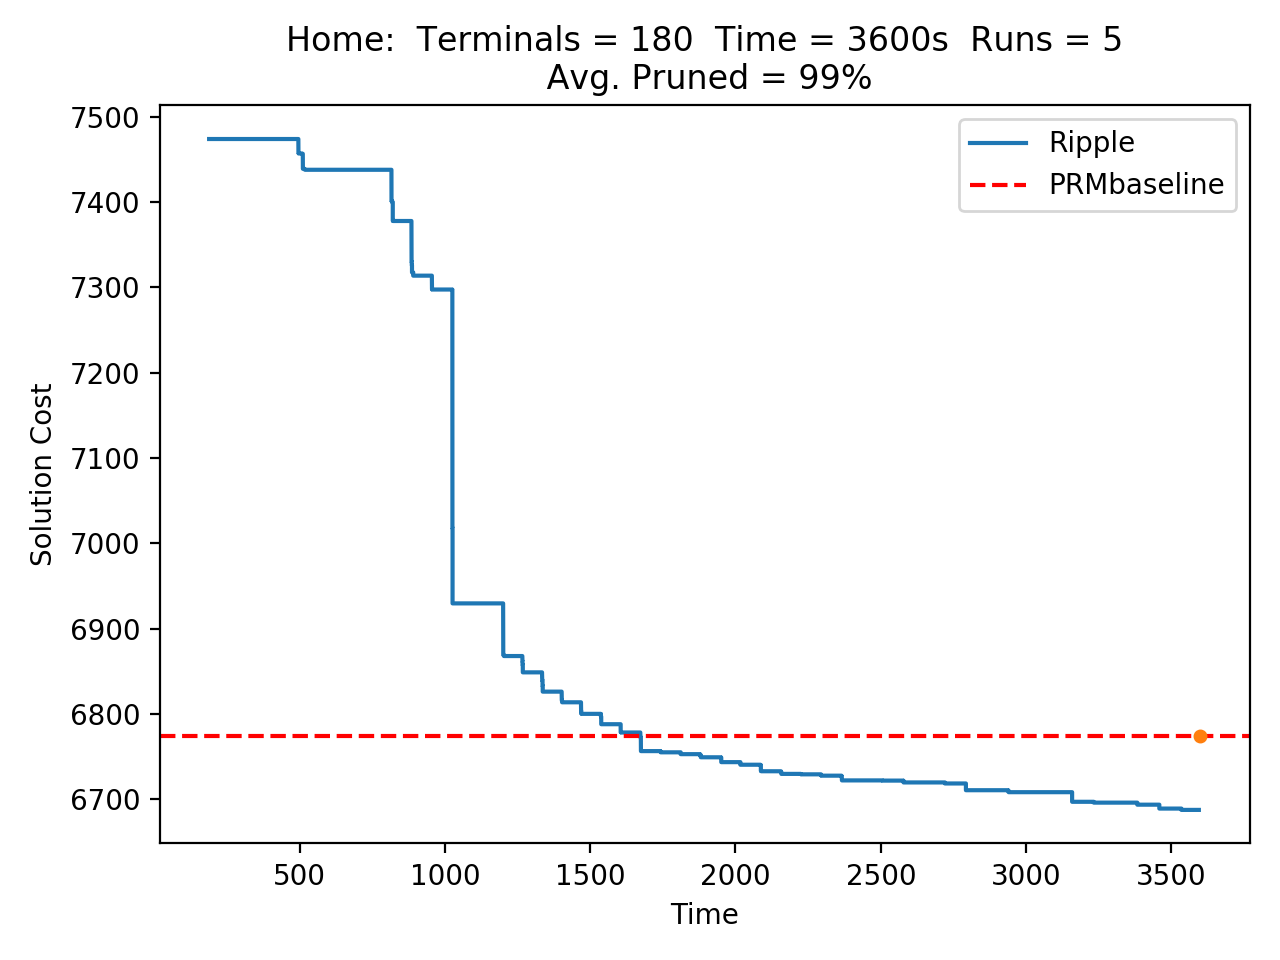 Home:  Terminals = 180  Time = 3600s  Runs = 5
Avg. Pruned = 99%
7500
7400
7300
7200
7100
7000
6900
6800
6700
Solution Cost
Ripple
PRMbaseline
500
1000
1500
2000
2500
3000
3500
Time